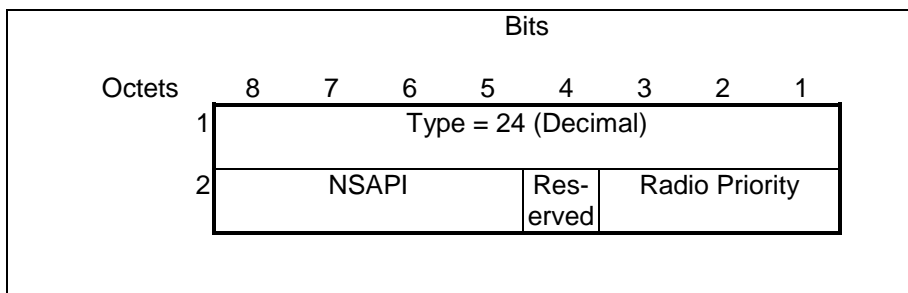 Bits
Octets 8 7 6 5 4 3 2 1
1 Type = 24 (Decimal)
2 NSAPI Res- Radio Priority
erved